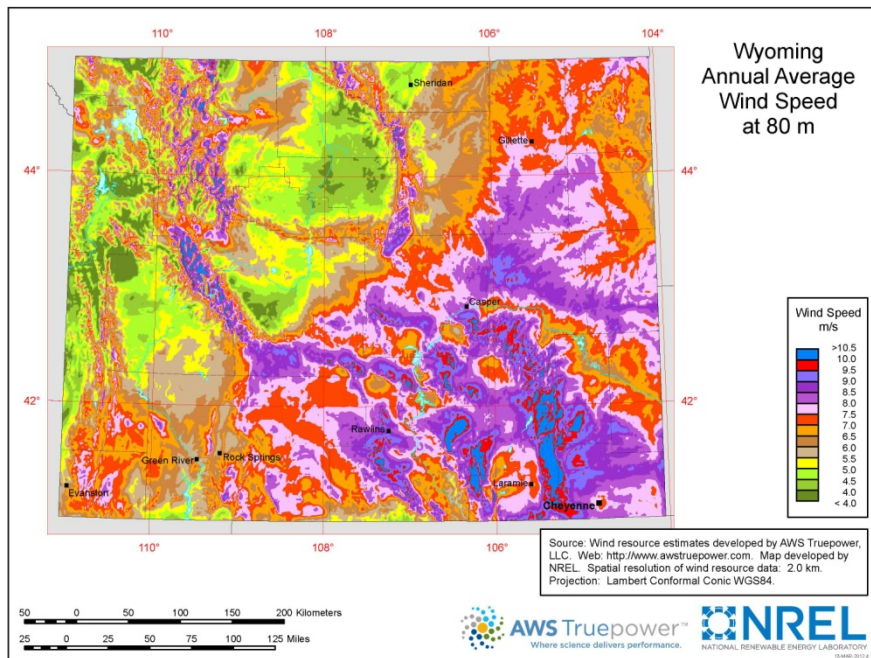 Wyoming
Annual Average
Wind Speed
at 80 m
110°
108°
106°
104°
Sheridan
Gillette
44°
44°
Casper
42°
42°
Rawlins
Green River
Rock Springs
Evanston
Laramie
Cheyenne
110°
108°
106°
Wind Speed
m/s
>10.5
10.0
9.5
9.0
8.5
8.0
7.5
7.0
6.5
6.0
5.5
5.0
4.5
4.0
< 4.0
Source: Wind resource estimates developed by AWS Truepower,
LLC. Web: http://www.awstruepower.com. Map developed by
NREL. Spatial resolution of wind resource data: 2.0 km.
Projection: Lambert Conformal Conic WGS84.
50 0 50 100 150 200 Kilometers
25 0 25 50 75 100 125 Miles
AWS Truepower™
Where science delivers performance.
NREL
NATIONAL RENEWABLE ENERGY LABORATORY